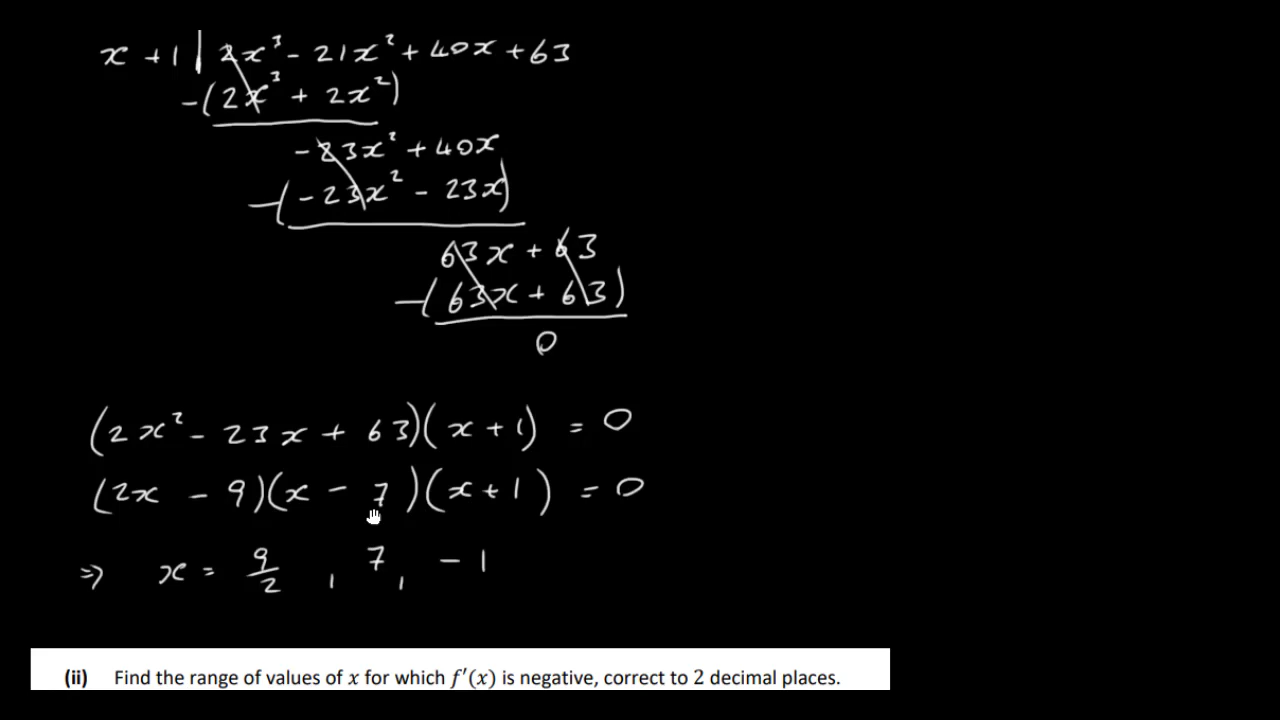 x + 1 | 2x³ - 21x² + 40x + 63
-(2x³ + 2x²)
-23x² + 40x
-(-23x² - 23x)
63x + 63
-(63x + 63)
0
(2x² - 23x + 63)(x + 1) = 0
(2x - 9)(x - 7)(x + 1) = 0
⇒ x = 9/2, 7, -1
(ii) Find the range of values of x for which f′(x) is negative, correct to 2 decimal places.